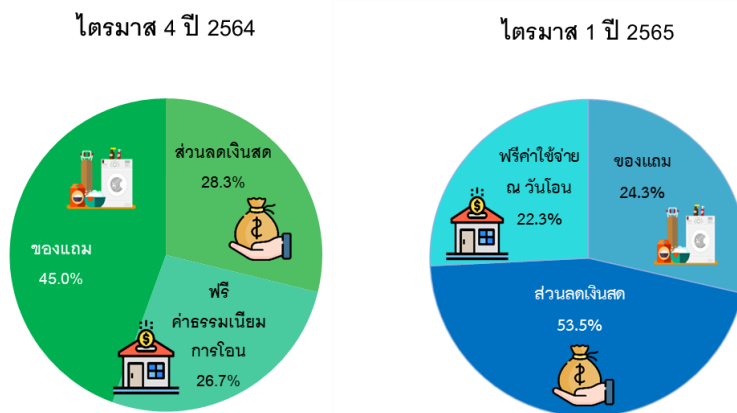 ไตรมาส 4 ปี 2564
ส่วนลดเงินสด
28.3%
ของแถม
45.0%
ฟรี
ค่าธรรมเนียม
การโอน
26.7%
ไตรมาส 1 ปี 2565
ฟรีค่าใช้จ่าย
ณ วันโอน
22.3%
ของแถม
24.3%
ส่วนลดเงินสด
53.5%